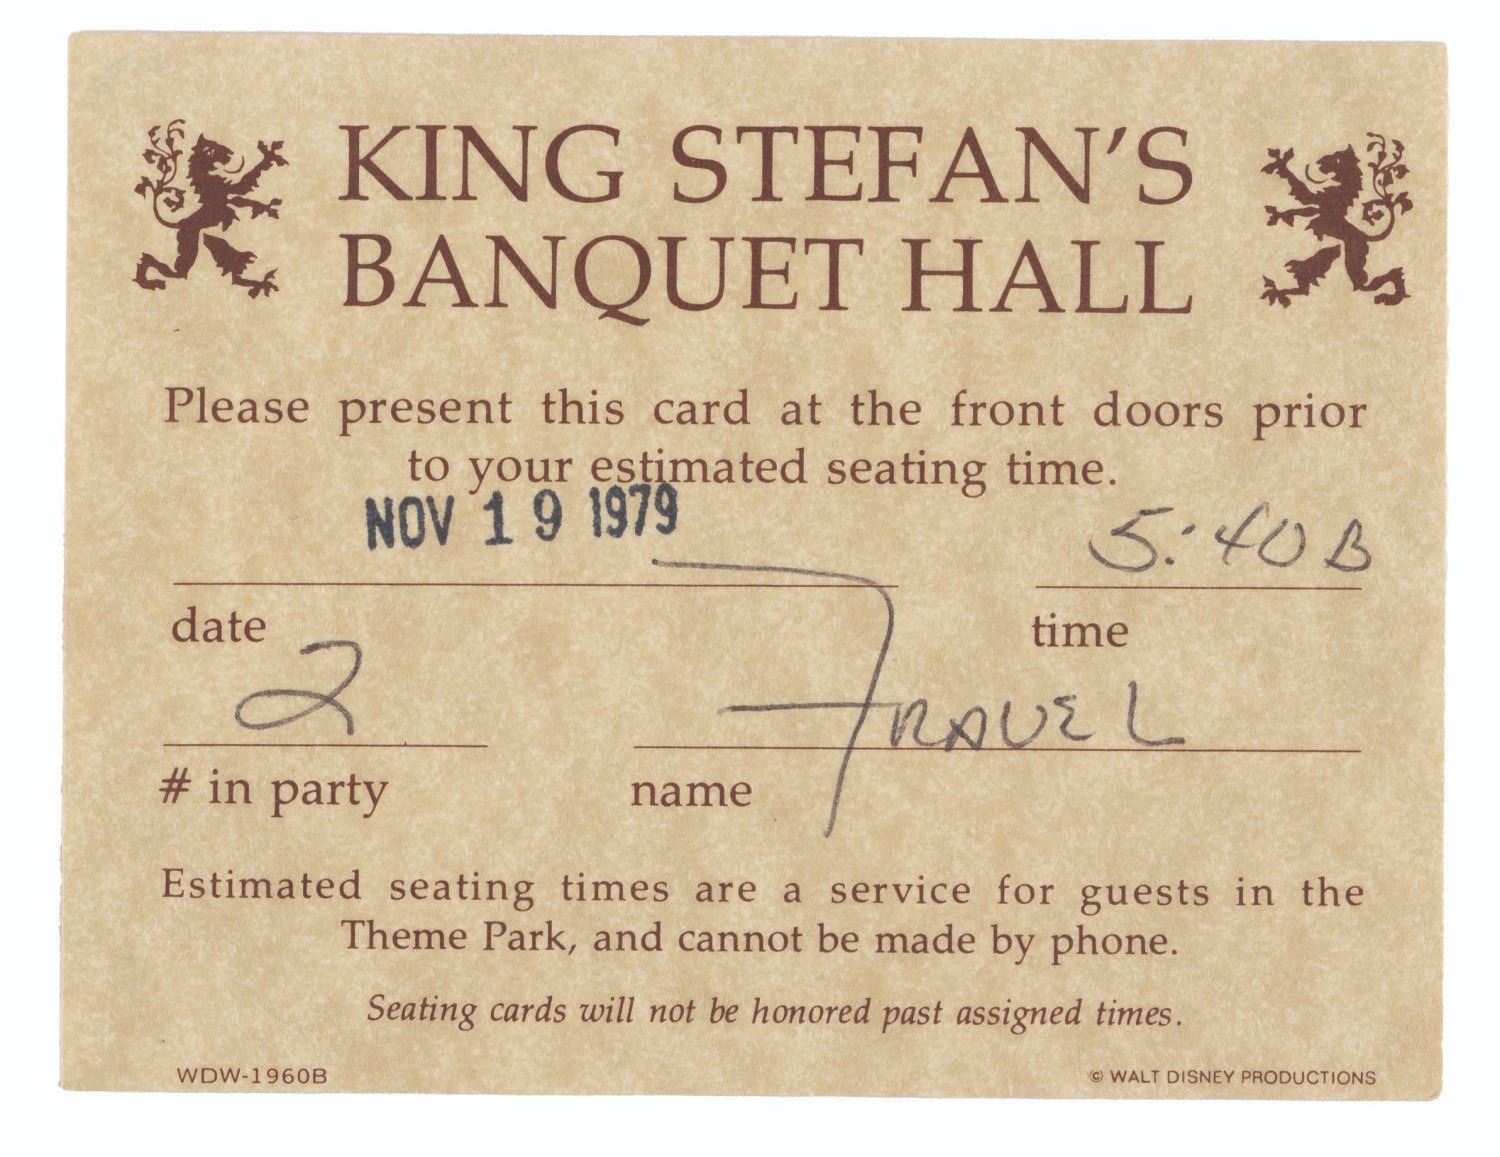 KING STEFAN'S
BANQUET HALL
Please present this card at the front doors prior
to your estimated seating time.
NOV 19 1979 5:40 B
date time
2 TRAVEL
# in party name
Estimated seating times are a service for guests in the
Theme Park, and cannot be made by phone.
Seating cards will not be honored past assigned times.
WDW-1960B © WALT DISNEY PRODUCTIONS